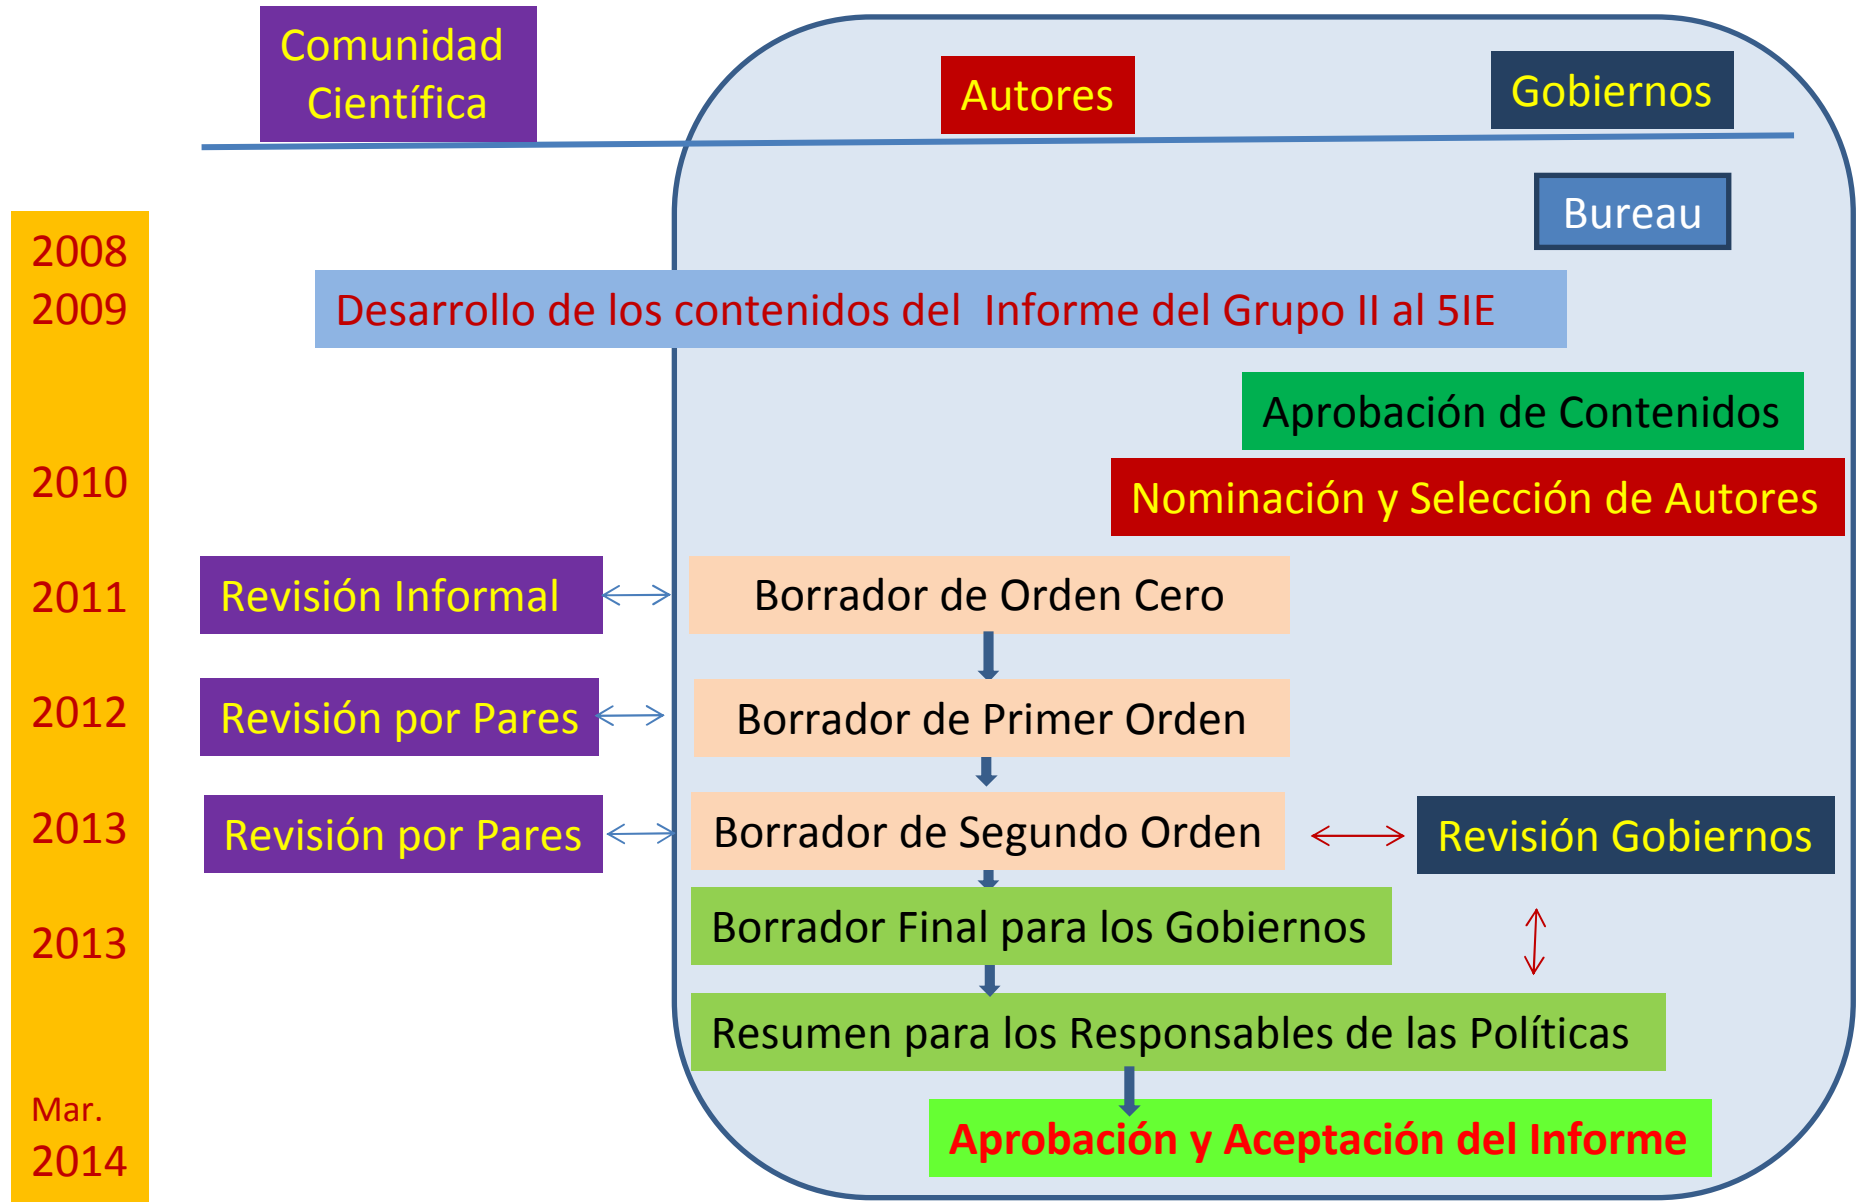 Comunidad
Científica
Autores
Gobiernos
Bureau
2008
2009
Desarrollo de los contenidos del Informe del Grupo II al 5IE
Aprobación de Contenidos
2010
Nominación y Selección de Autores
2011
Revisión Informal
Borrador de Orden Cero
2012
Revisión por Pares
Borrador de Primer Orden
2013
Revisión por Pares
Borrador de Segundo Orden
Revisión Gobiernos
2013
Borrador Final para los Gobiernos
Resumen para los Responsables de las Políticas
Mar.
2014
Aprobación y Aceptación del Informe